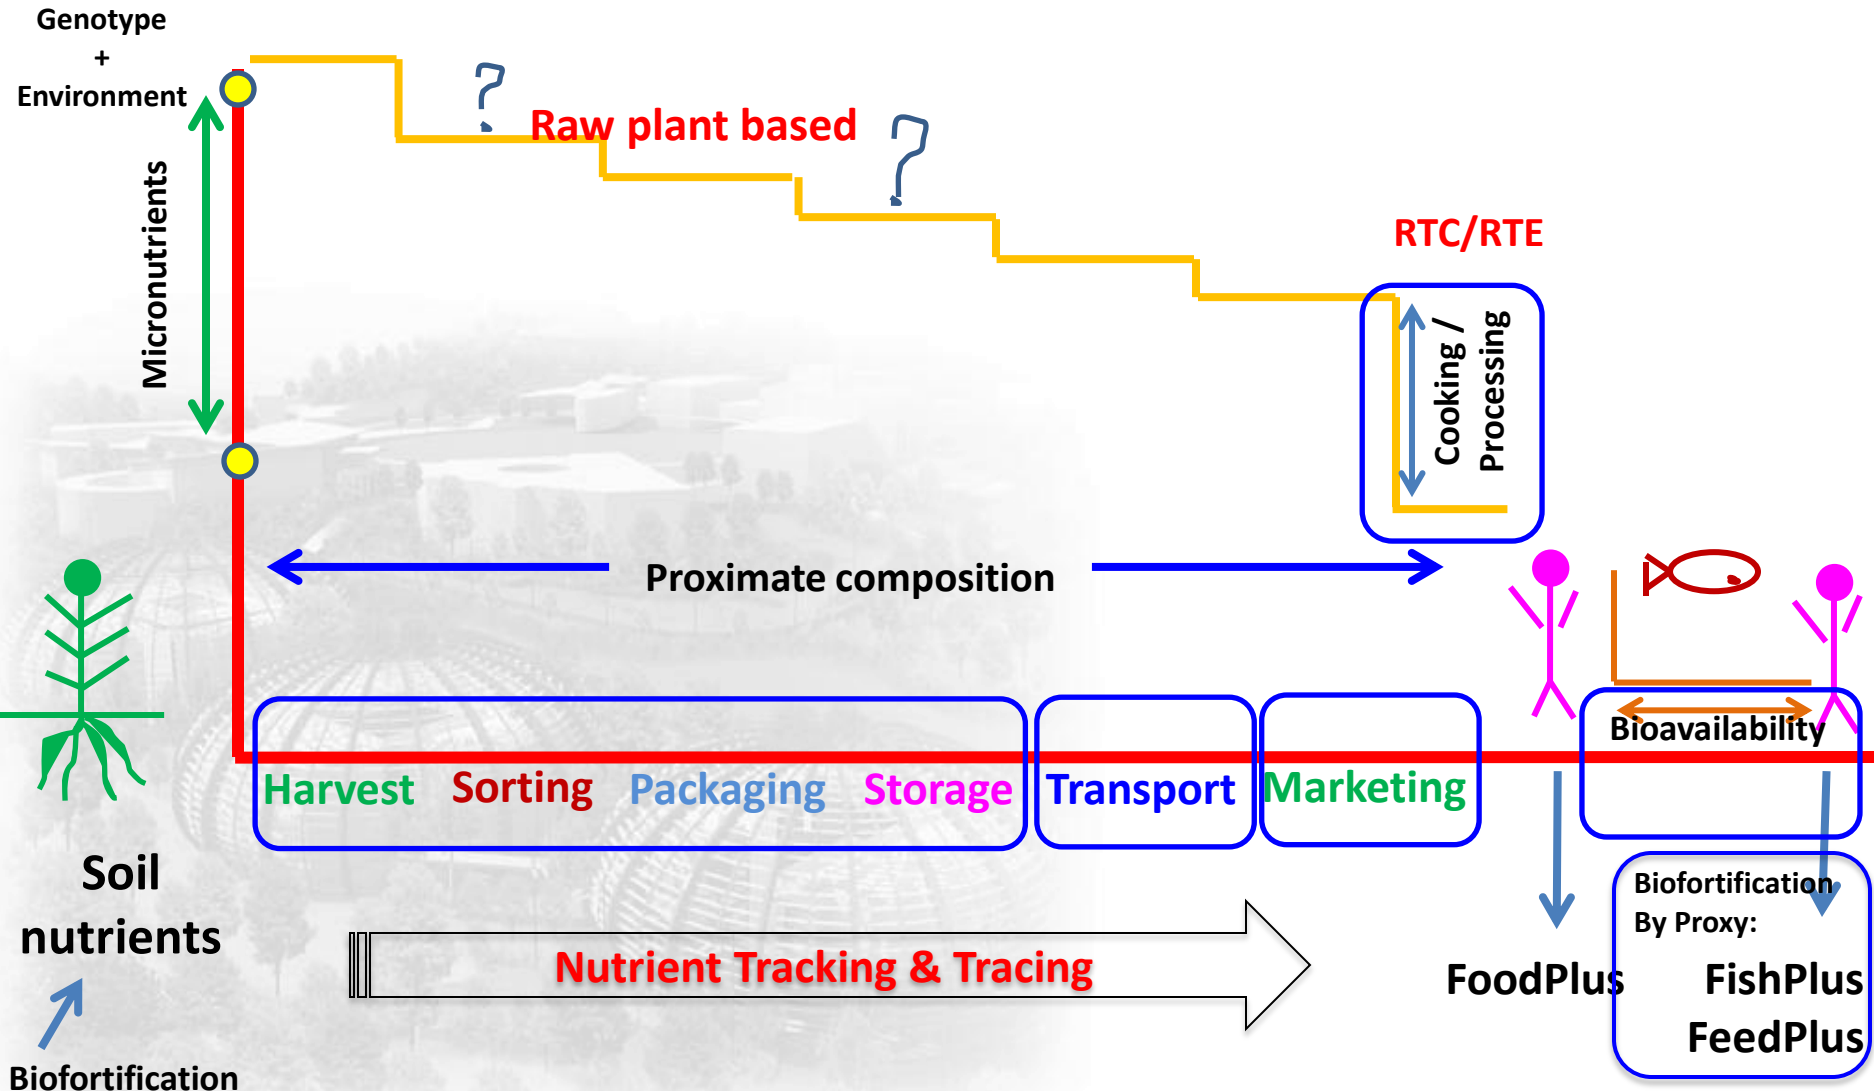 Genotype
+
Environment
?
Raw plant based
?
Micronutrients
RTC/RTE
Cooking /
Processing
Proximate composition
Bioavailability
Harvest
Sorting
Packaging
Storage
Transport
Marketing
Soil
nutrients
Biofortification
By Proxy:
Nutrient Tracking & Tracing
FoodPlus
FishPlus
FeedPlus
Biofortification